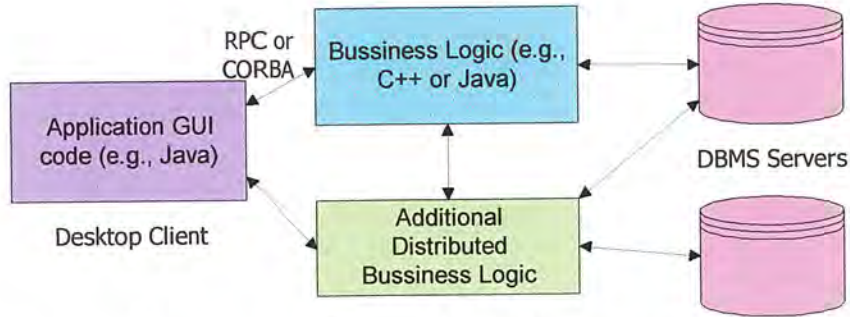 RPC or
CORBA
Bussiness Logic (e.g.,
C++ or Java)
Application GUI
code (e.g., Java)
Desktop Client
Additional
Distributed
Bussiness Logic
DBMS Servers